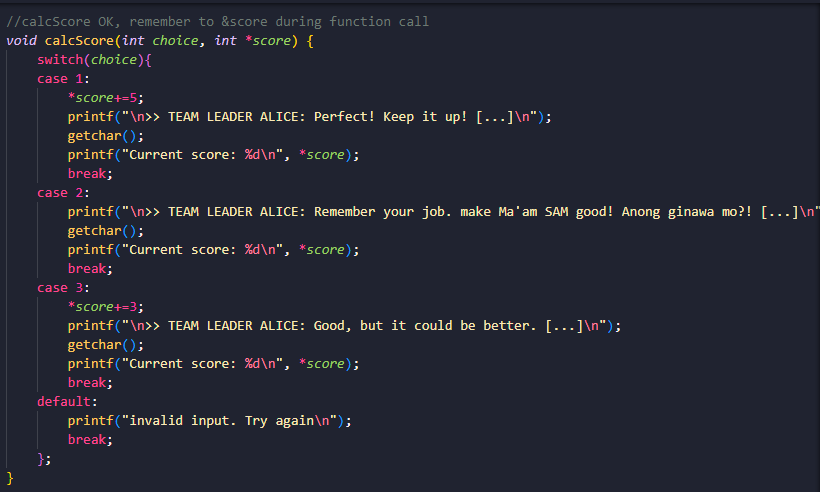 //calcScore OK, remember to &score during function call
void calcScore(int choice, int *score) {
    switch(choice){
    case 1:
        *score+=5;
        printf("\n>> TEAM LEADER ALICE: Perfect! Keep it up! [...]\n");
        getchar();
        printf("Current score: %d\n", *score);
        break;
    case 2:
        printf("\n>> TEAM LEADER ALICE: Remember your job. make Ma'am SAM good! Anong ginawa mo?! [...]\n"
        getchar();
        printf("Current score: %d\n", *score);
        break;
    case 3:
        *score+=3;
        printf("\n>> TEAM LEADER ALICE: Good, but it could be better. [...]\n");
        getchar();
        printf("Current score: %d\n", *score);
        break;
    default:
        printf("invalid input. Try again\n");
        break;
    };
}